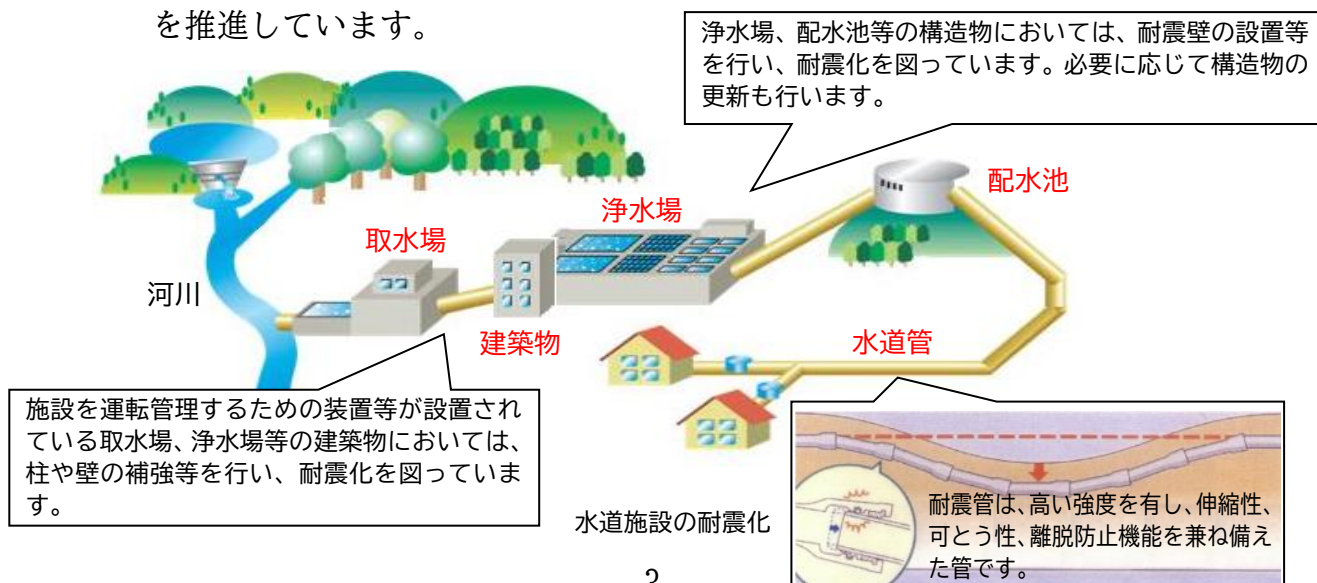 を推進しています。
浄水場、配水池等の構造物においては、耐震壁の設置等
を行い、耐震化を図っています。必要に応じて構造物の
更新も行います。
配水池
浄水場
取水場
河川
建築物
水道管
施設を運転管理するための装置等が設置され
ている取水場、浄水場等の建築物においては、
柱や壁の補強等を行い、耐震化を図っていま
す。
耐震管は、高い強度を有し、伸縮性、
可とう性、離脱防止機能を兼ね備え
た管です。
水道施設の耐震化